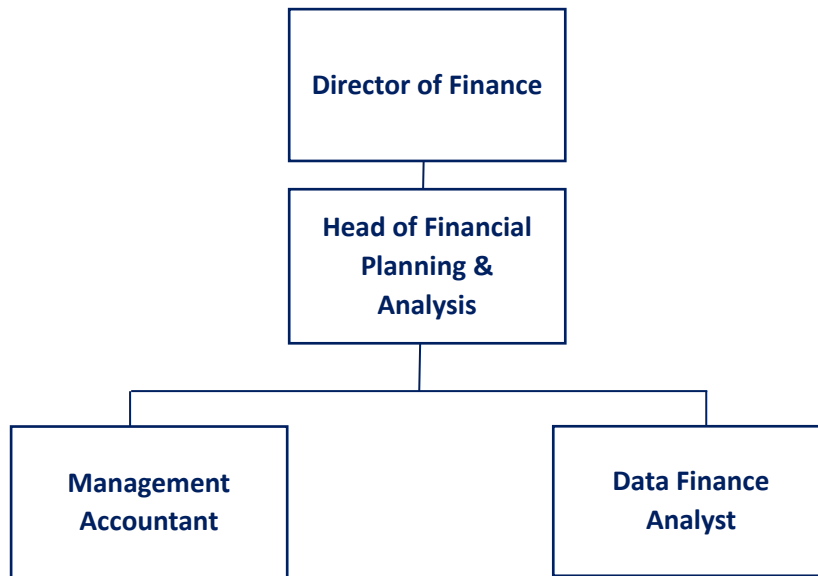 Director of Finance
Head of Financial
Planning &
Analysis
Management
Accountant
Data Finance
Analyst